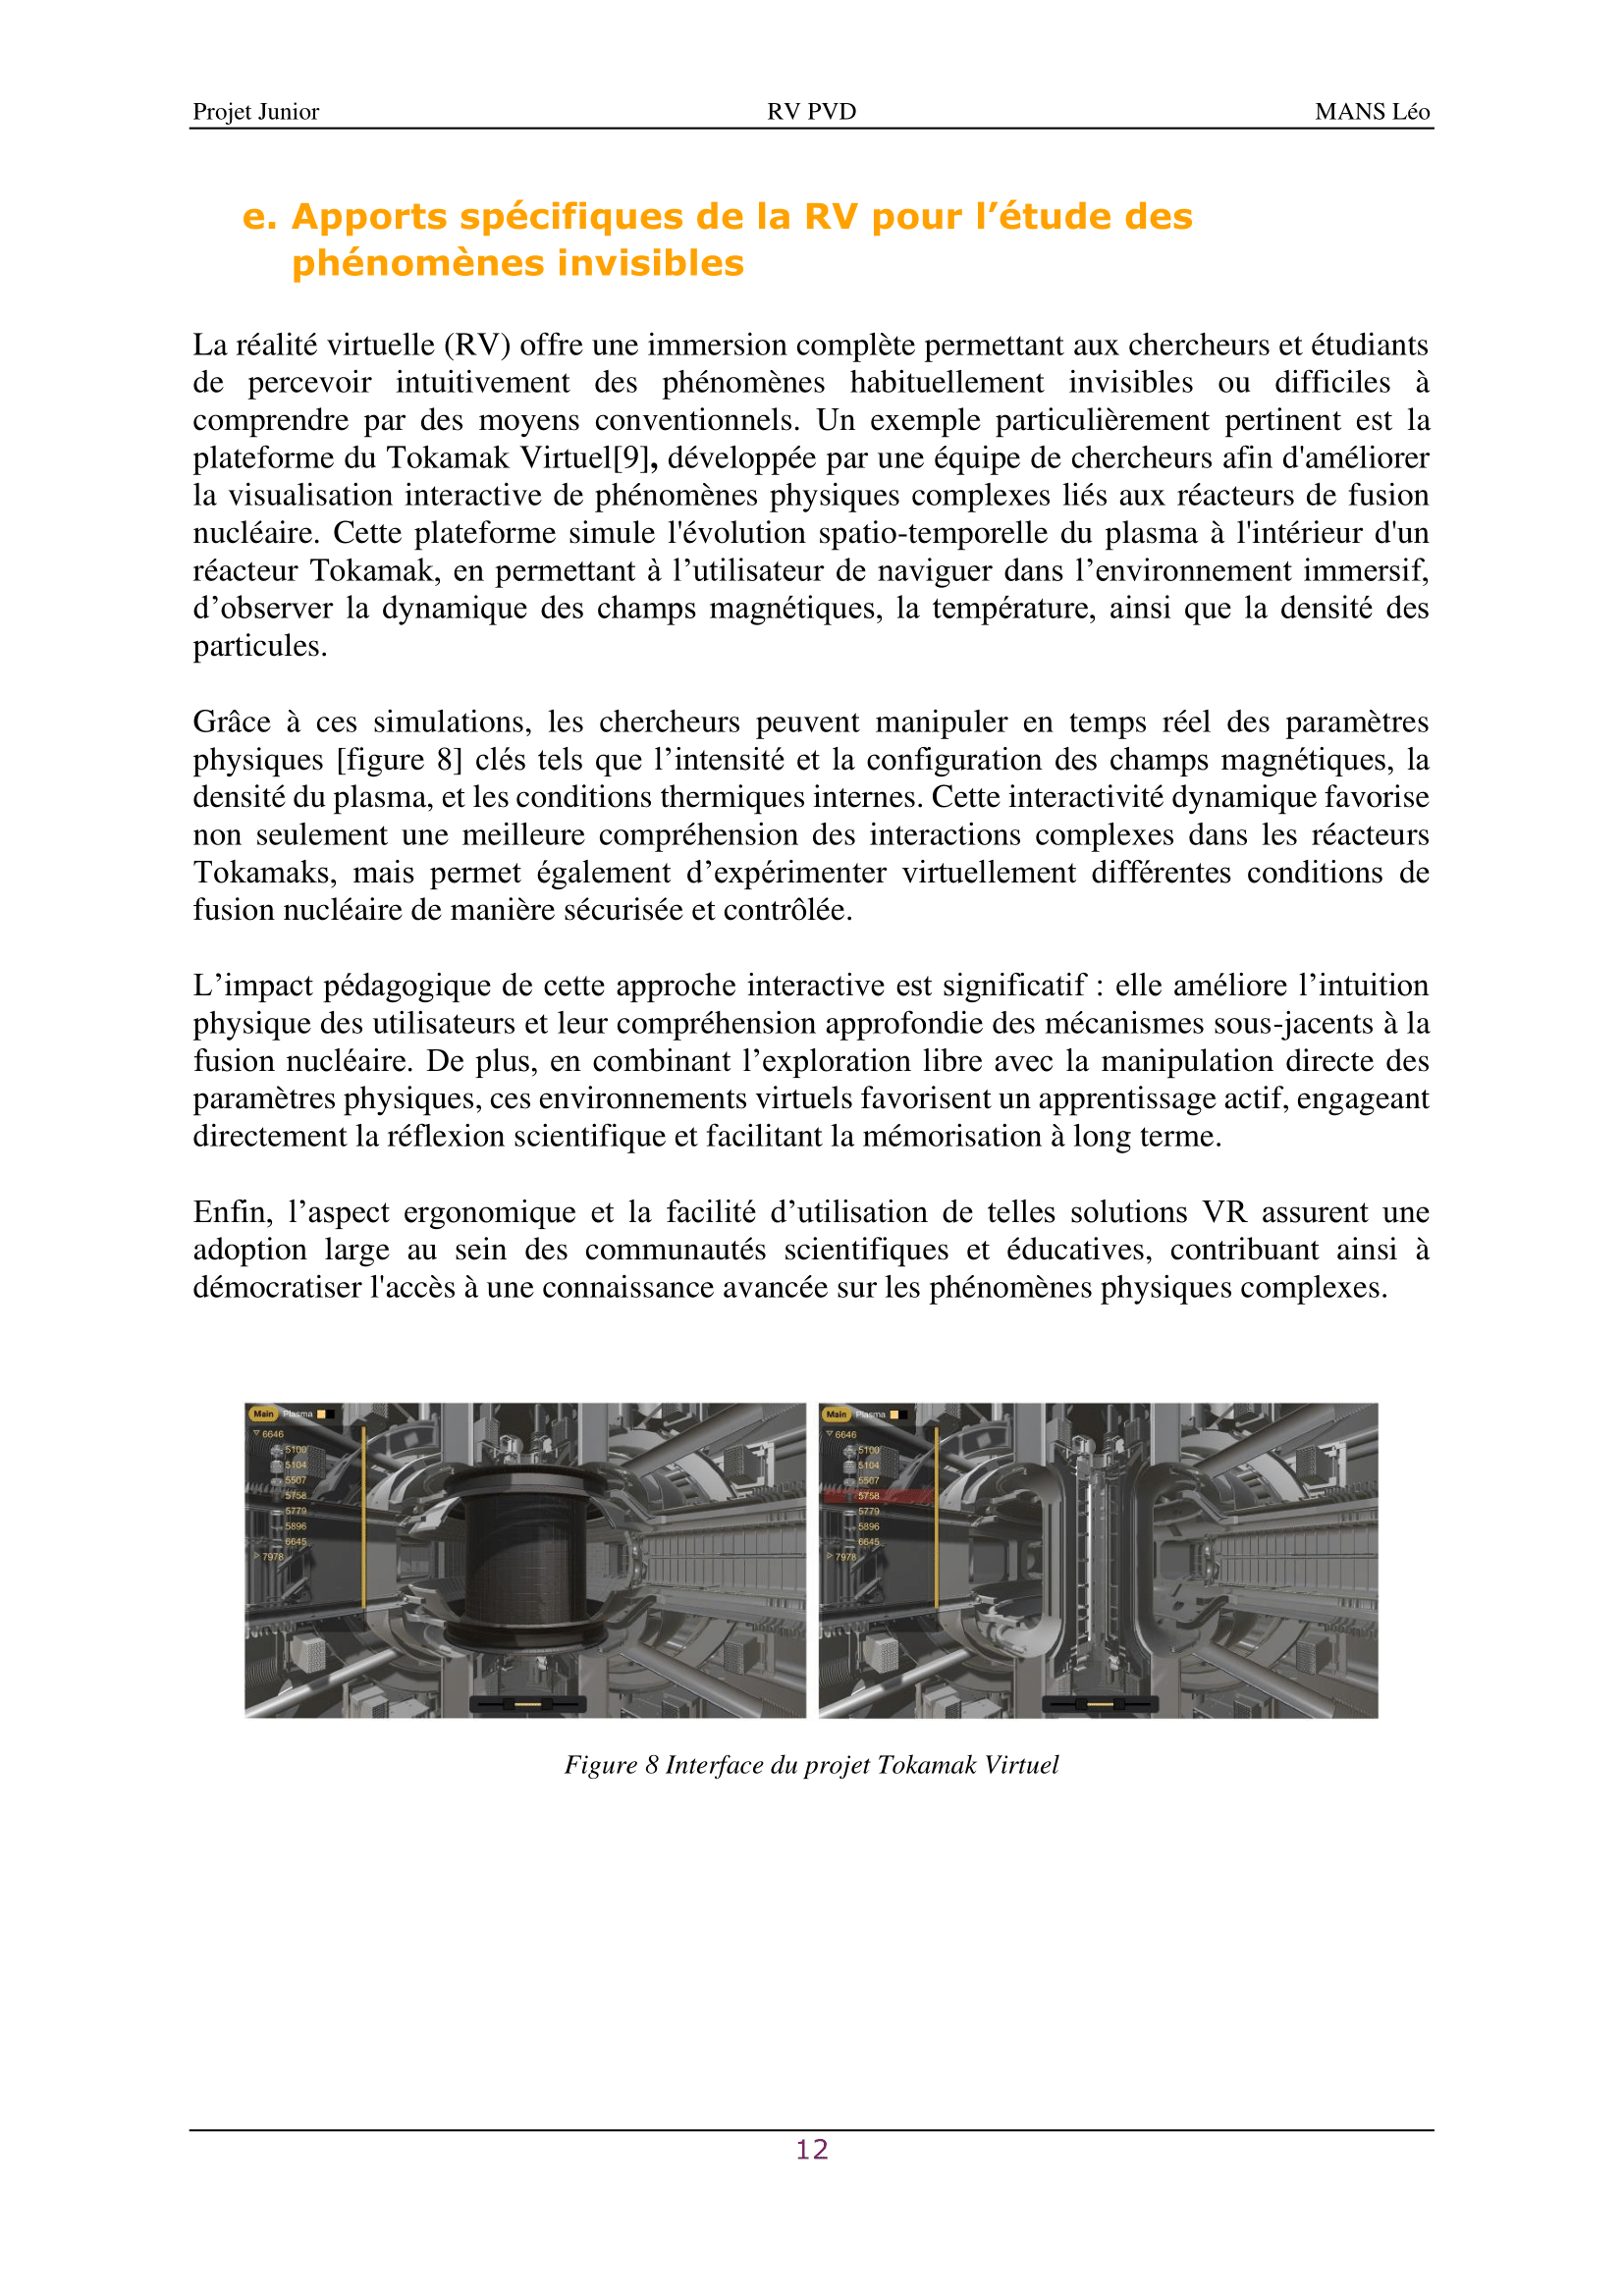 Projet Junior RV PVD MANS Léo
e. Apports spécifiques de la RV pour l’étude des
phénomènes invisibles
La réalité virtuelle (RV) offre une immersion complète permettant aux chercheurs et étudiants
de percevoir intuitivement des phénomènes habituellement invisibles ou difficiles à
comprendre par des moyens conventionnels. Un exemple particulièrement pertinent est la
plateforme du Tokamak Virtuel[9], développée par une équipe de chercheurs afin d'améliorer
la visualisation interactive de phénomènes physiques complexes liés aux réacteurs de fusion
nucléaire. Cette plateforme simule l'évolution spatio-temporelle du plasma à l'intérieur d'un
réacteur Tokamak, en permettant à l’utilisateur de naviguer dans l’environnement immersif,
d’observer la dynamique des champs magnétiques, la température, ainsi que la densité des
particules.
Grâce à ces simulations, les chercheurs peuvent manipuler en temps réel des paramètres
physiques [figure 8] clés tels que l’intensité et la configuration des champs magnétiques, la
densité du plasma, et les conditions thermiques internes. Cette interactivité dynamique favorise
non seulement une meilleure compréhension des interactions complexes dans les réacteurs
Tokamaks, mais permet également d’expérimenter virtuellement différentes conditions de
fusion nucléaire de manière sécurisée et contrôlée.
L’impact pédagogique de cette approche interactive est significatif : elle améliore l’intuition
physique des utilisateurs et leur compréhension approfondie des mécanismes sous-jacents à la
fusion nucléaire. De plus, en combinant l’exploration libre avec la manipulation directe des
paramètres physiques, ces environnements virtuels favorisent un apprentissage actif, engageant
directement la réflexion scientifique et facilitant la mémorisation à long terme.
Enfin, l’aspect ergonomique et la facilité d’utilisation de telles solutions VR assurent une
adoption large au sein des communautés scientifiques et éducatives, contribuant ainsi à
démocratiser l'accès à une connaissance avancée sur les phénomènes physiques complexes.
Main Plasma
6646
5100
5104
5507
5758
5779
5896
6645
7978
Main Plasma
6646
5100
5104
5507
5758
5779
5896
6645
7978
Figure 8 Interface du projet Tokamak Virtuel
12